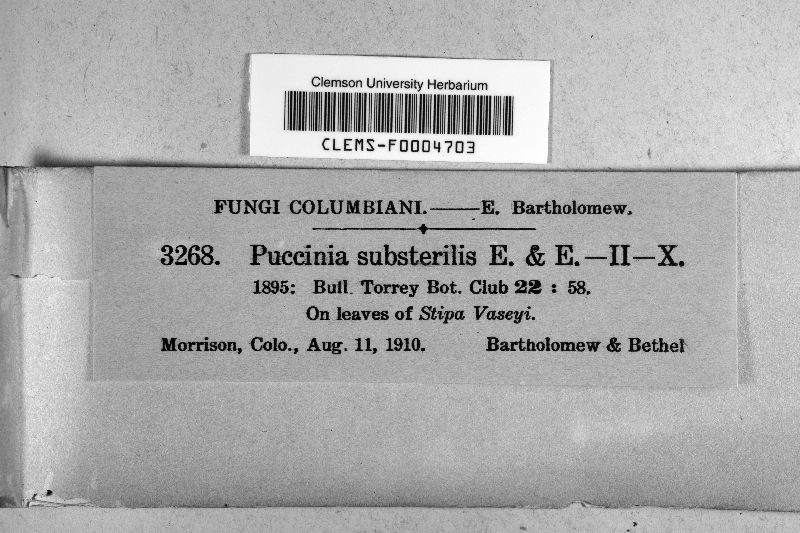 Clemson University Herbarium
CLEMS-F0004703
FUNGI COLUMBIANI.——E. Bartholomew.
3268. Puccinia substerilis E. & E.—II—X.
1895: Bull. Torrey Bot. Club 22 : 58.
On leaves of Stipa Vaseyi.
Morrison, Colo., Aug. 11, 1910. Bartholomew & Bethel